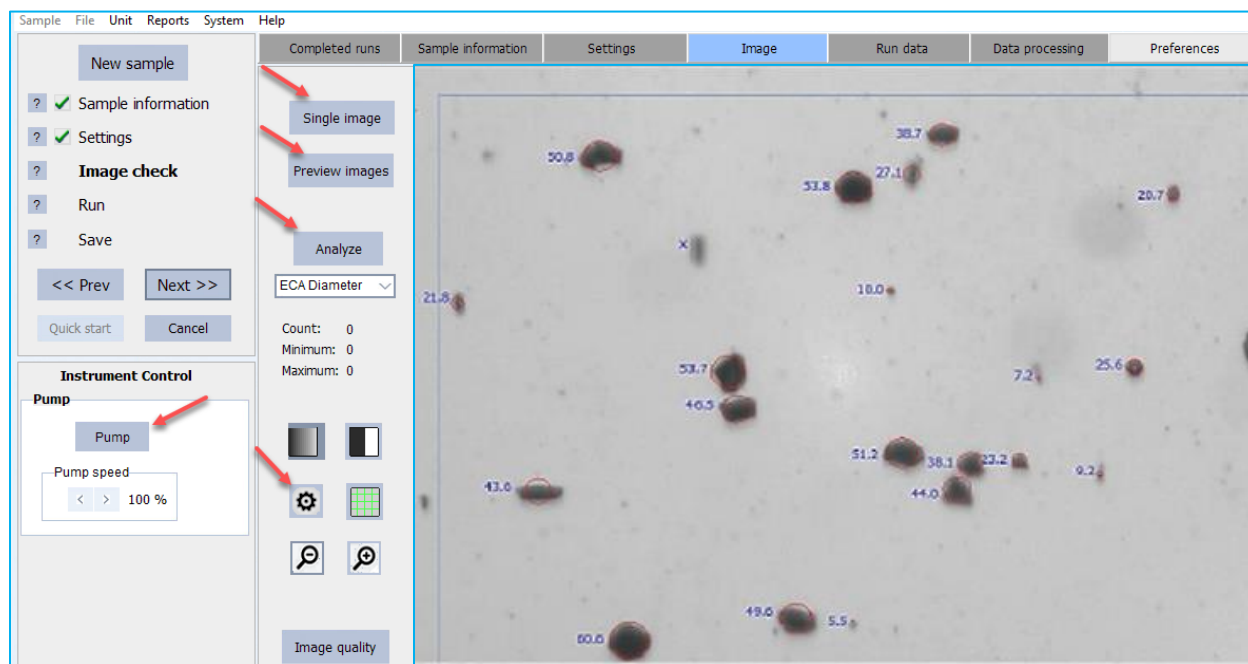 Sample File Unit Reports System Help
New sample
? Sample information
? Settings
? Image check
? Run
? Save
<< Prev Next >>
Quick start Cancel
Instrument Control
Pump
Pump
Pump speed
< > 100 %
Completed runs Sample information Settings Image Run data Data processing Preferences
Single image
Preview images
Analyze
ECA Diameter
Count: 0
Minimum: 0
Maximum: 0
Image quality
38.7
50.8
27.1
53.8
20.7
X
10.0
21.8
53.7
25.6
7.2
46.5
51.2
38.1 23.2
9.2
43.6
44.0
49.6
5.5
60.6